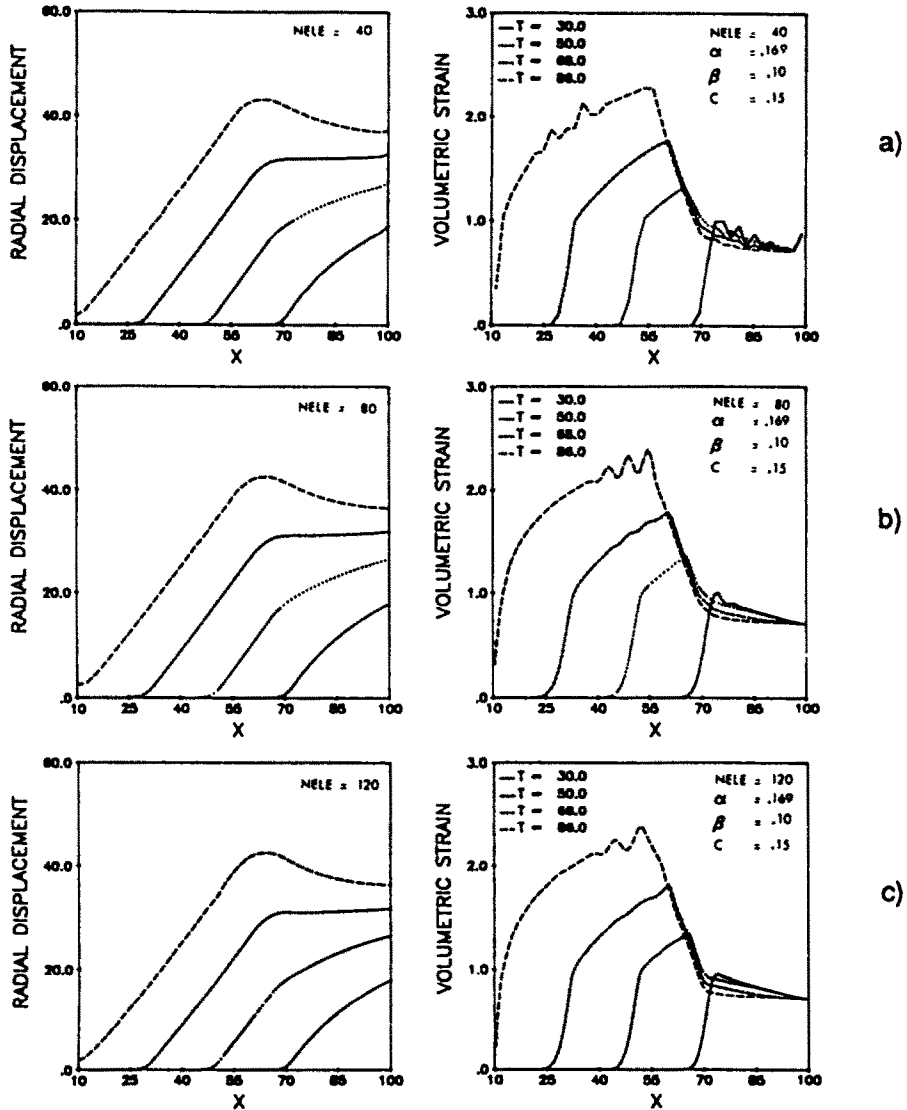 RADIAL DISPLACEMENT
60.0
40.0
20.0
.0
10 25 40 55 70 85 100
X
NELE = 40
VOLUMETRIC STRAIN
3.0
2.0
1.0
.0
10 25 40 55 70 85 100
X
T = 30.0
T = 50.0
T = 68.0
T = 86.0
NELE = 40
α = .169
β = .10
C = .15
a)
RADIAL DISPLACEMENT
60.0
40.0
20.0
.0
10 25 40 55 70 85 100
X
NELE = 80
VOLUMETRIC STRAIN
3.0
2.0
1.0
.0
10 25 40 55 70 85 100
X
T = 30.0
T = 50.0
T = 68.0
T = 86.0
NELE = 80
α = .169
β = .10
C = .15
b)
RADIAL DISPLACEMENT
60.0
40.0
20.0
.0
10 25 40 55 70 85 100
X
NELE = 120
VOLUMETRIC STRAIN
3.0
2.0
1.0
.0
10 25 40 55 70 85 100
X
T = 30.0
T = 50.0
T = 68.0
T = 86.0
NELE = 120
α = .169
β = .10
C = .15
c)